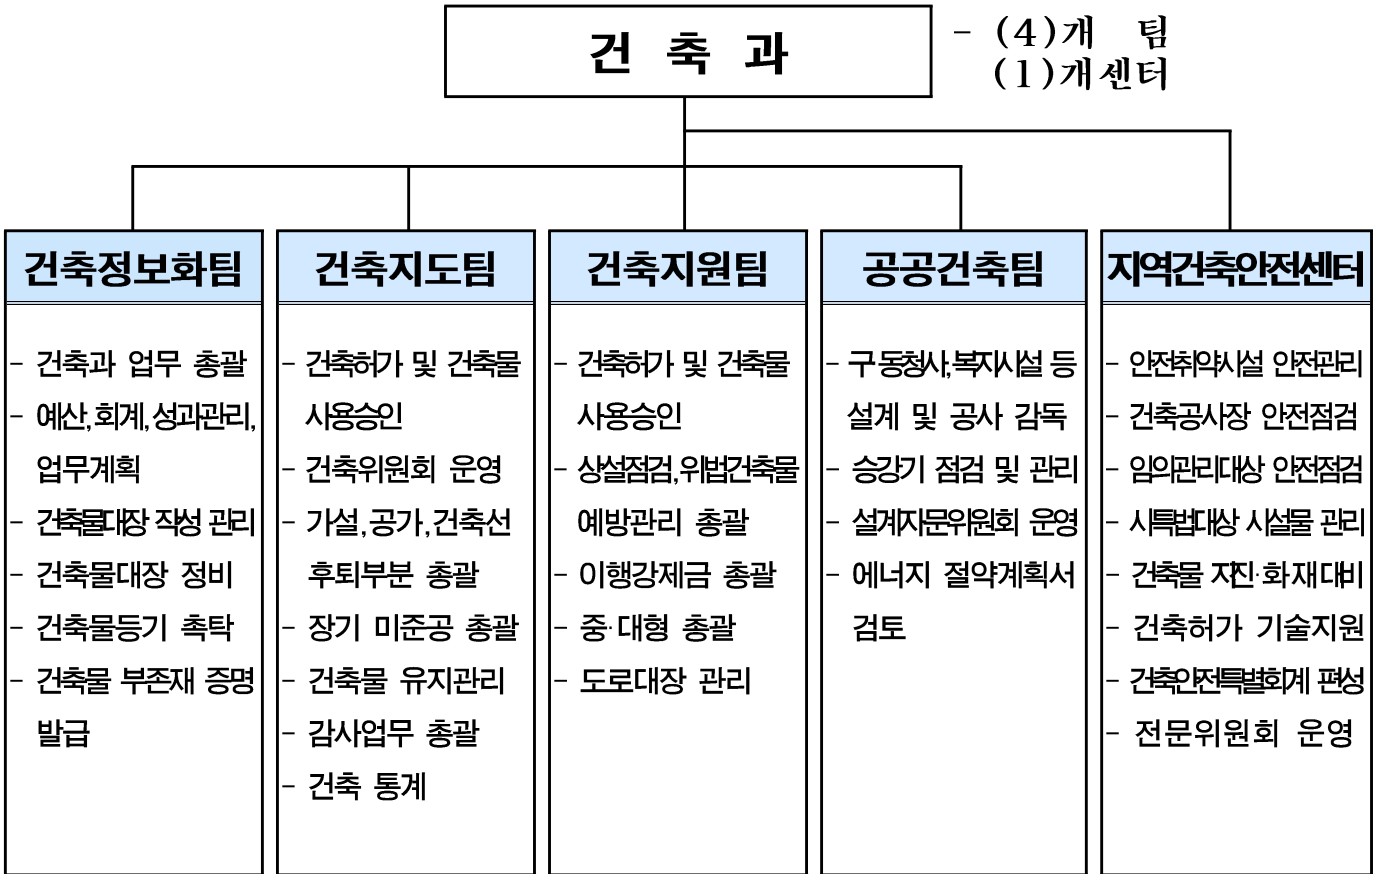 건 축 과
- (4)개 팀
(1)개센터
건축정보화팀
- 건축과 업무 총괄
- 예산,회계,성과관리,
업무계획
- 건축물대장 작성 관리
- 건축물대장 정비
- 건축물등기 촉탁
- 건축물 부존재 증명
발급
건축지도팀
- 건축허가 및 건축물
사용승인
- 건축위원회 운영
- 가설,공가,건축선
후퇴부분 총괄
- 장기 미준공 총괄
- 건축물 유지관리
- 감사업무 총괄
- 건축 통계
건축지원팀
- 건축허가 및 건축물
사용승인
- 상설점검,위법건축물
예방관리 총괄
- 이행강제금 총괄
- 중·대형 총괄
- 도로대장 관리
공공건축팀
- 구동청사,복지시설 등
설계 및 공사 감독
- 승강기 점검 및 관리
- 설계자문위원회 운영
- 에너지 절약계획서
검토
지역건축안전센터
- 안전취약시설 안전관리
- 건축공사장 안전점검
- 임의관리대상 안전점검
- 시특법대상 시설물 관리
- 건축물 지진·화재대비
- 건축허가 기술지원
- 건축안전특별회계 편성
- 전문위원회 운영